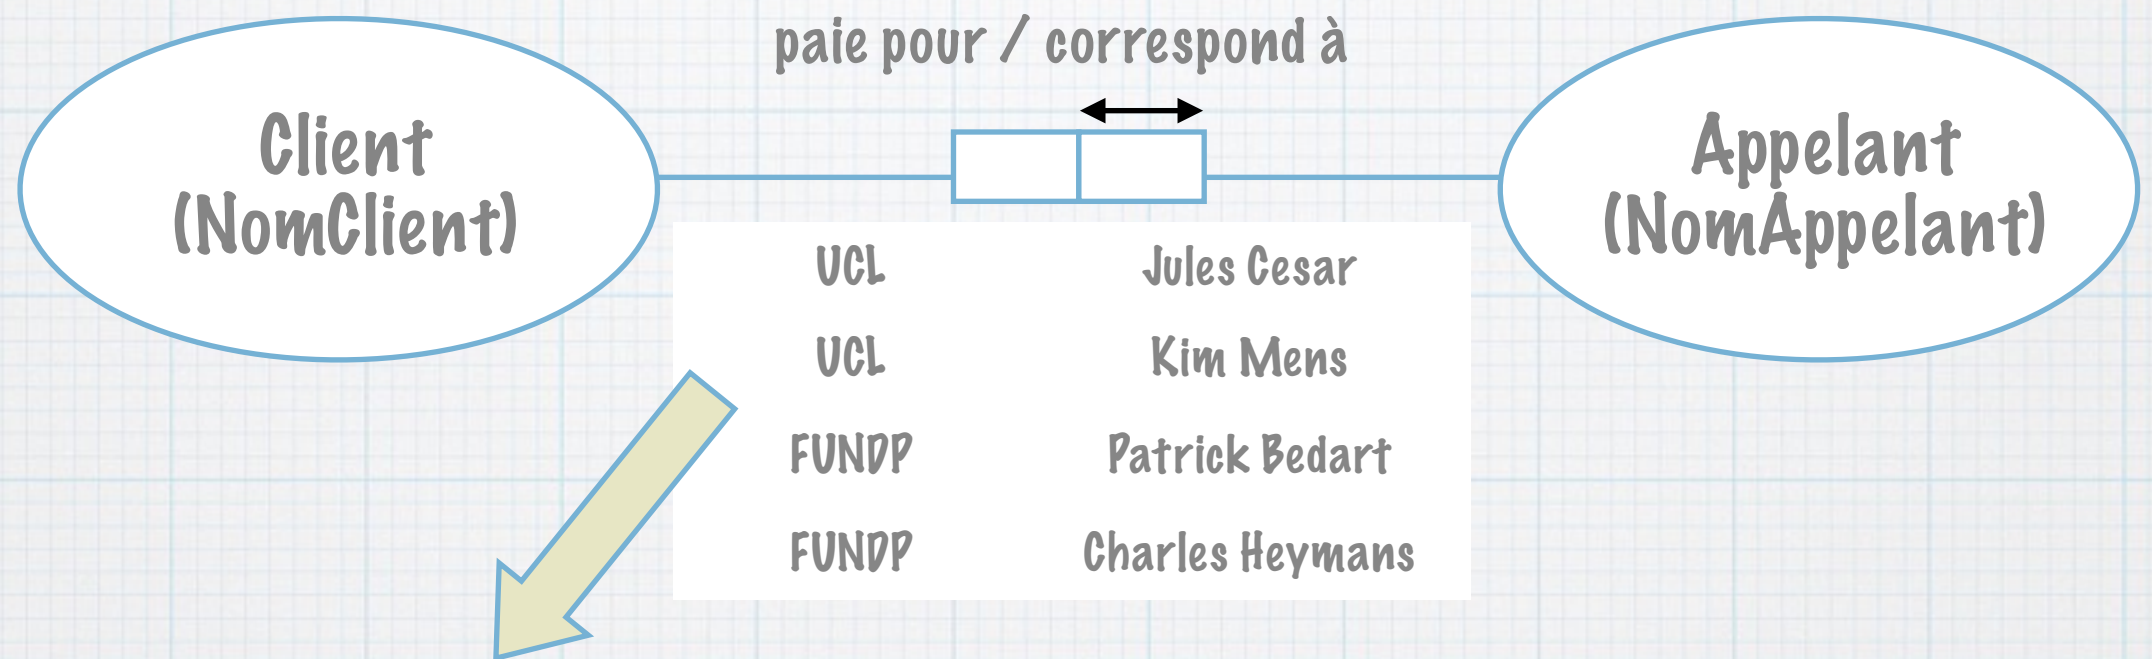 paie pour / correspond à
Client
(NomClient)
Appelant
(NomAppelant)
UCL Jules Cesar
UCL Kim Mens
FUNDP Patrick Bedart
FUNDP Charles Heymans